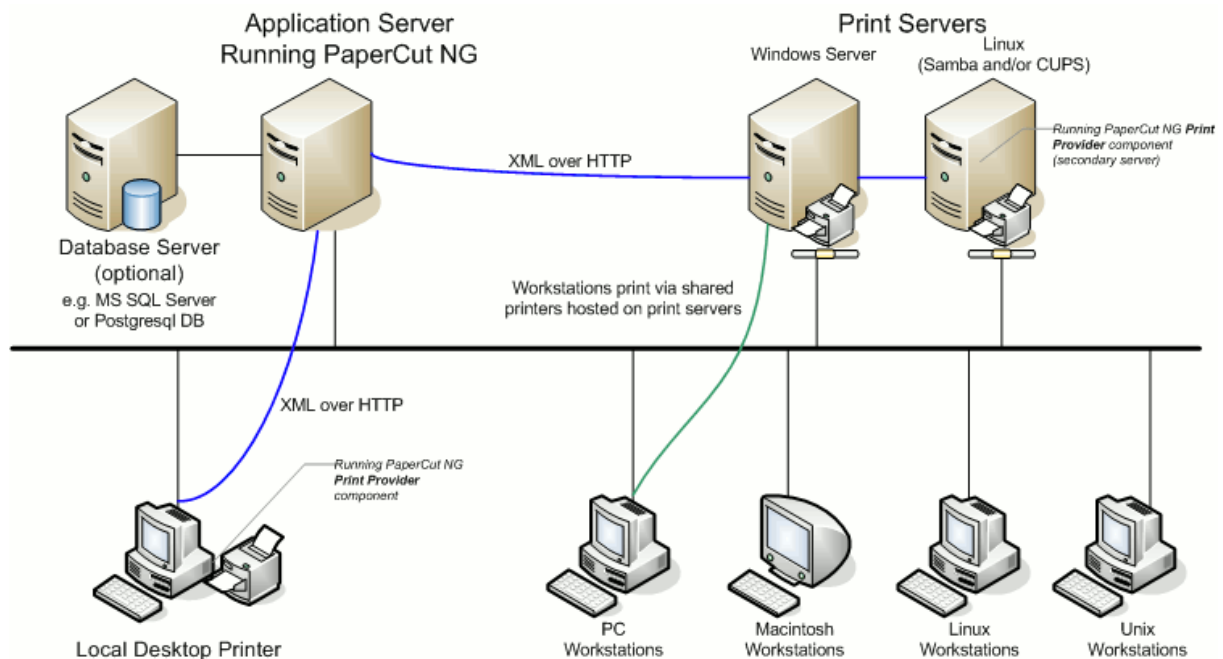 Application Server
Running PaperCut NG
Print Servers
Windows Server
Linux
(Samba and/or CUPS)
Running PaperCut NG Print
Provider component
(secondary server)
XML over HTTP
Database Server
(optional)
e.g. MS SQL Server
or Postgresql DB
Workstations print via shared
printers hosted on print servers
XML over HTTP
Running PaperCut NG
Print Provider
component
Local Desktop Printer
PC
Workstations
Macintosh
Workstations
Linux
Workstations
Unix
Workstations